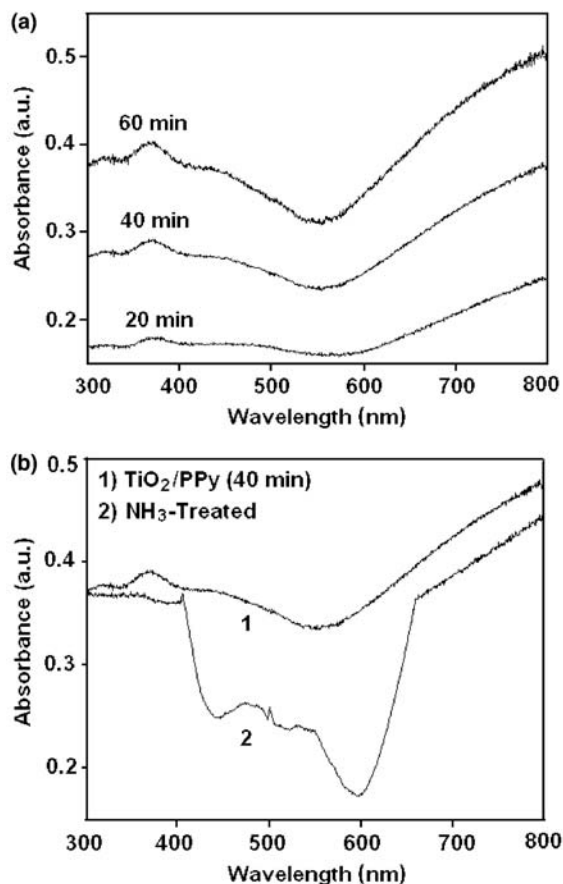 (a)
0.5
60 min
0.4
40 min
0.3
20 min
0.2
300 400 500 600 700 800
Wavelength (nm)
Absorbance (a.u.)
(b)
0.5
1) TiO2/PPy (40 min)
2) NH3-Treated
0.4
1
0.3
2
0.2
300 400 500 600 700 800
Wavelength (nm)
Absorbance (a.u.)